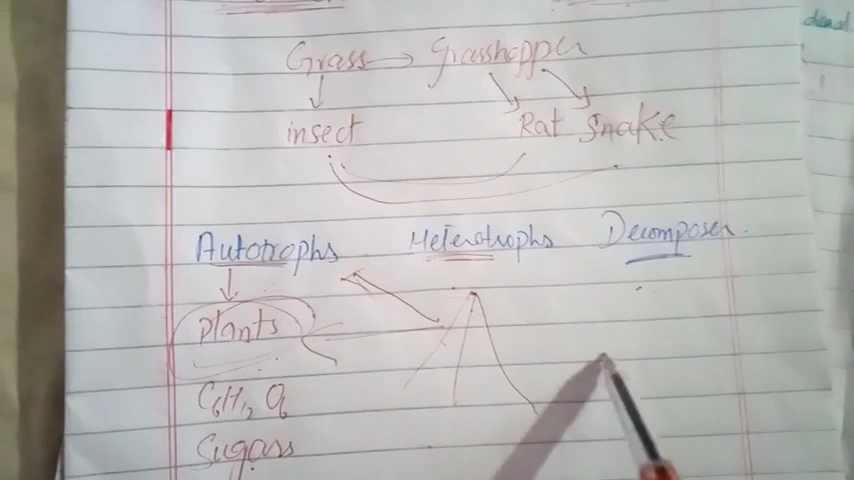 Grass → Grasshopper
insect Rat Snake
Autotrophs Heterotrophs Decomposer
Plants
C6H12O6
Sugars